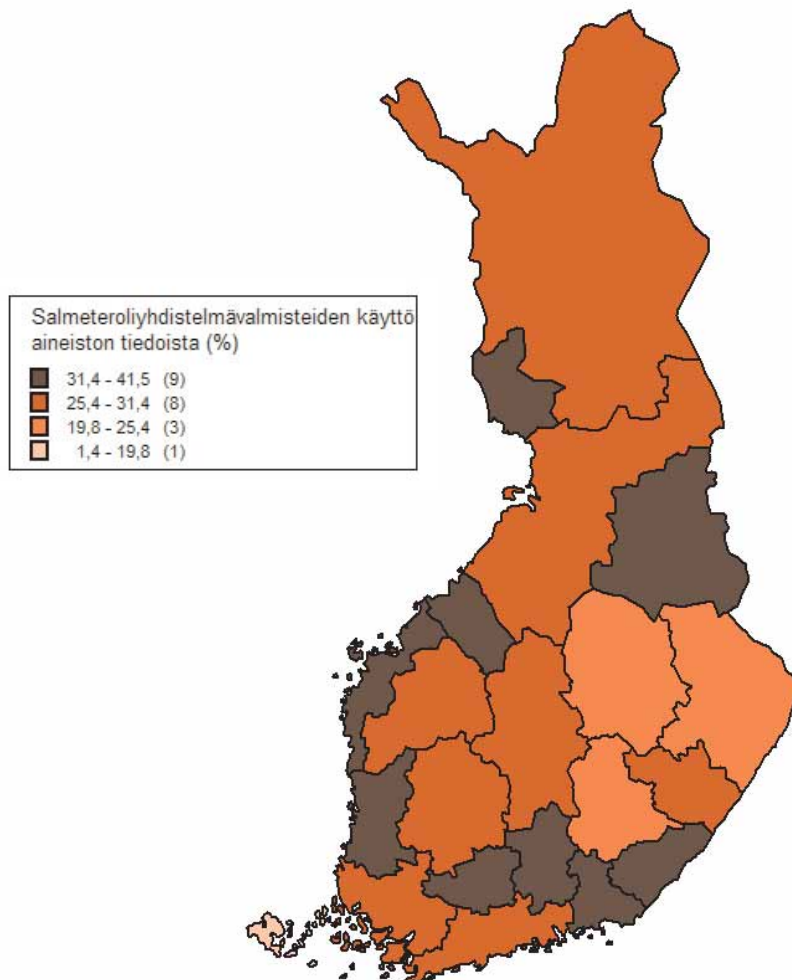 Salmeteroliyhdistelmävalmisteiden käyttö
aineiston tiedoista (%)
31,4 - 41,5 (9)
25,4 - 31,4 (8)
19,8 - 25,4 (3)
1,4 - 19,8 (1)